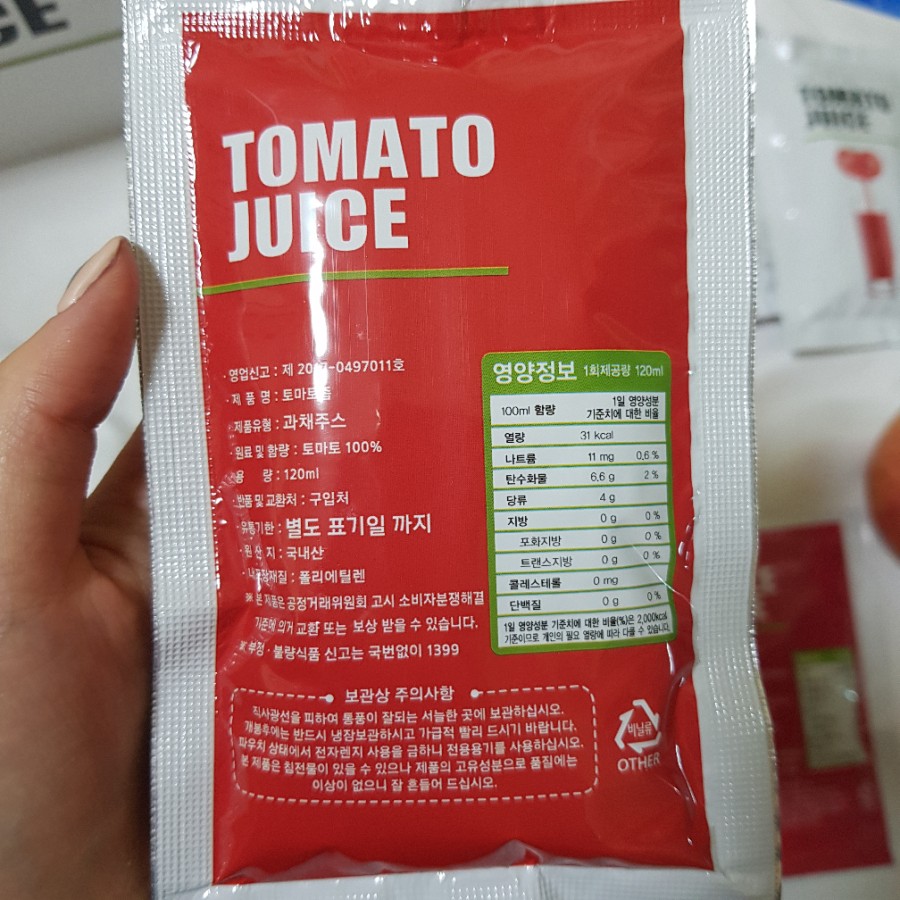 TOMATO
JUICE
· 영업신고 : 제 2017-0497011호
· 제 품 명 : 토마토즙
· 제품유형 : 과채주스
· 원료 및 함량 : 토마토 100%
· 용 량 : 120ml
· 반품 및 교환처 : 구입처
· 유통기한 : 별도 표기일 까지
· 원 산 지 : 국내산
· 내포장재질 : 폴리에틸렌
※ 본 제품은 공정거래위원회 고시 소비자분쟁해결
기준에 의거 교환 또는 보상 받을 수 있습니다.
※ 부정 · 불량식품 신고는 국번없이 1399
영양정보 1회제공량 120ml
100ml 함량 1일 영양성분
기준치에 대한 비율
열량 31 kcal
나트륨 11 mg 0.6 %
탄수화물 6.6 g 2 %
당류 4 g
지방 0 g 0 %
포화지방 0 g 0 %
트랜스지방 0 g 0 %
콜레스테롤 0 mg
단백질 0 g 0 %
1일 영양성분 기준치에 대한 비율(%)은 2,000kcal
기준이므로 개인의 필요 열량에 따라 다를 수 있습니다.
보관상 주의사항
직사광선을 피하여 통풍이 잘되는 서늘한 곳에 보관하십시오.
개봉후에는 반드시 냉장보관하시고 가급적 빨리 드시기 바랍니다.
파우치 상태에서 전자렌지 사용을 금하니 전용용기를 사용하십시오.
본 제품은 침전물이 있을 수 있으나 제품의 고유성분으로 품질에는
이상이 없으니 잘 흔들어 드십시오.
비닐류
OTHER
TOMATO
JUICE